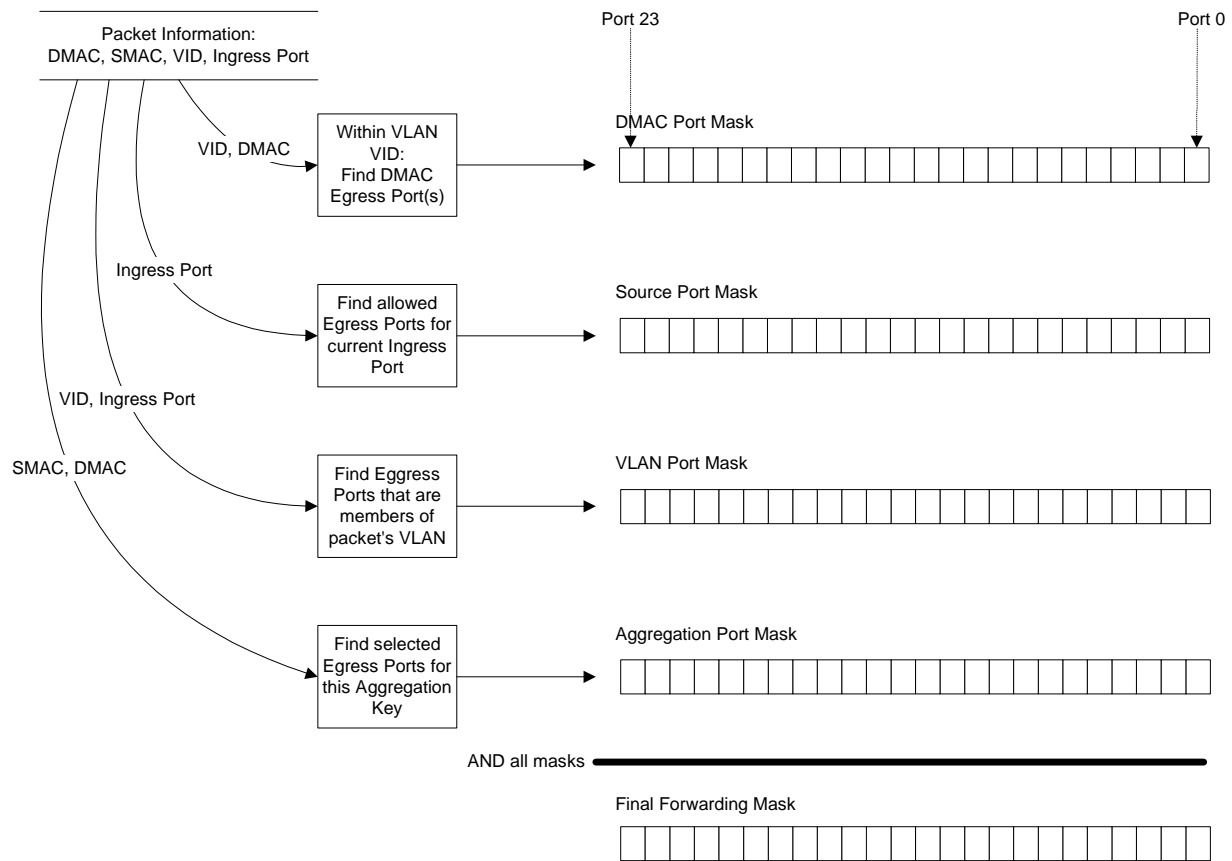 Packet Information:
DMAC, SMAC, VID, Ingress Port
Port 23
Port 0
VID, DMAC
Within VLAN
VID:
Find DMAC
Egress Port(s)
DMAC Port Mask
Ingress Port
Find allowed
Egress Ports for
current Ingress
Port
Source Port Mask
VID, Ingress Port
SMAC, DMAC
Find Eggress
Ports that are
members of
packet's VLAN
VLAN Port Mask
Find selected
Egress Ports for
this Aggregation
Key
Aggregation Port Mask
AND all masks
Final Forwarding Mask